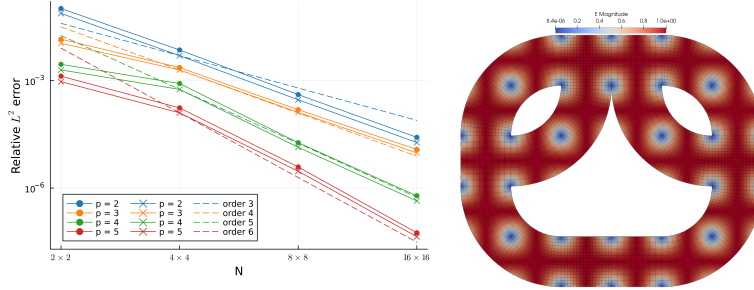 Relative L² error
10⁻³
10⁻⁶
p = 2 p = 2 order 3
p = 3 p = 3 order 4
p = 4 p = 4 order 5
p = 5 p = 5 order 6
2 × 2 4 × 4 8 × 8 16 × 16
N
E Magnitude
8.4e-06 0.2 0.4 0.6 0.8 1.0e+00